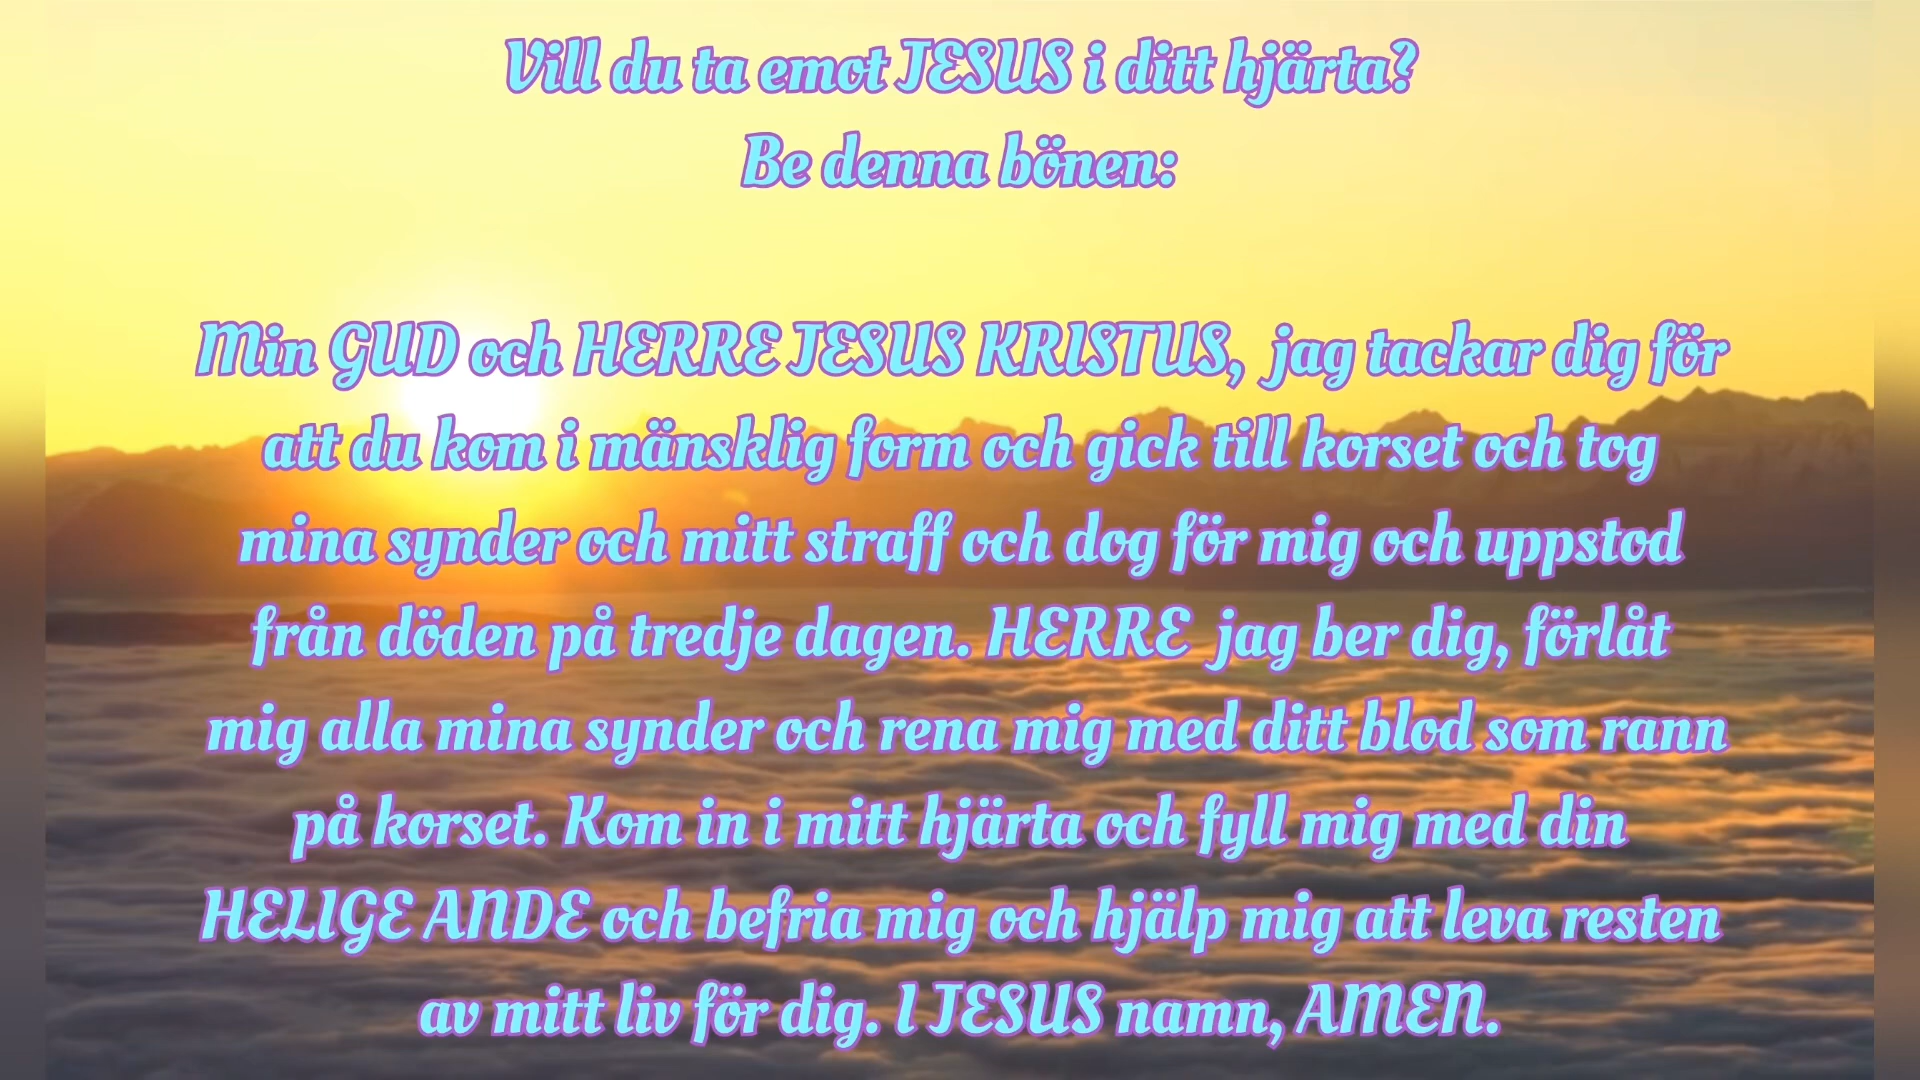 Vill du ta emot JESUS i ditt hjärta?
Be denna bönen:
Min GUD och HERRE JESUS KRISTUS, jag tackar dig för
att du kom i mänsklig form och gick till korset och tog
mina synder och mitt straff och dog för mig och uppstod
från döden på tredje dagen. HERRE jag ber dig, förlåt
mig alla mina synder och rena mig med ditt blod som rann
på korset. Kom in i mitt hjärta och fyll mig med din
HELIGE ANDE och befria mig och hjälp mig att leva resten
av mitt liv för dig. I JESUS namn, AMEN.